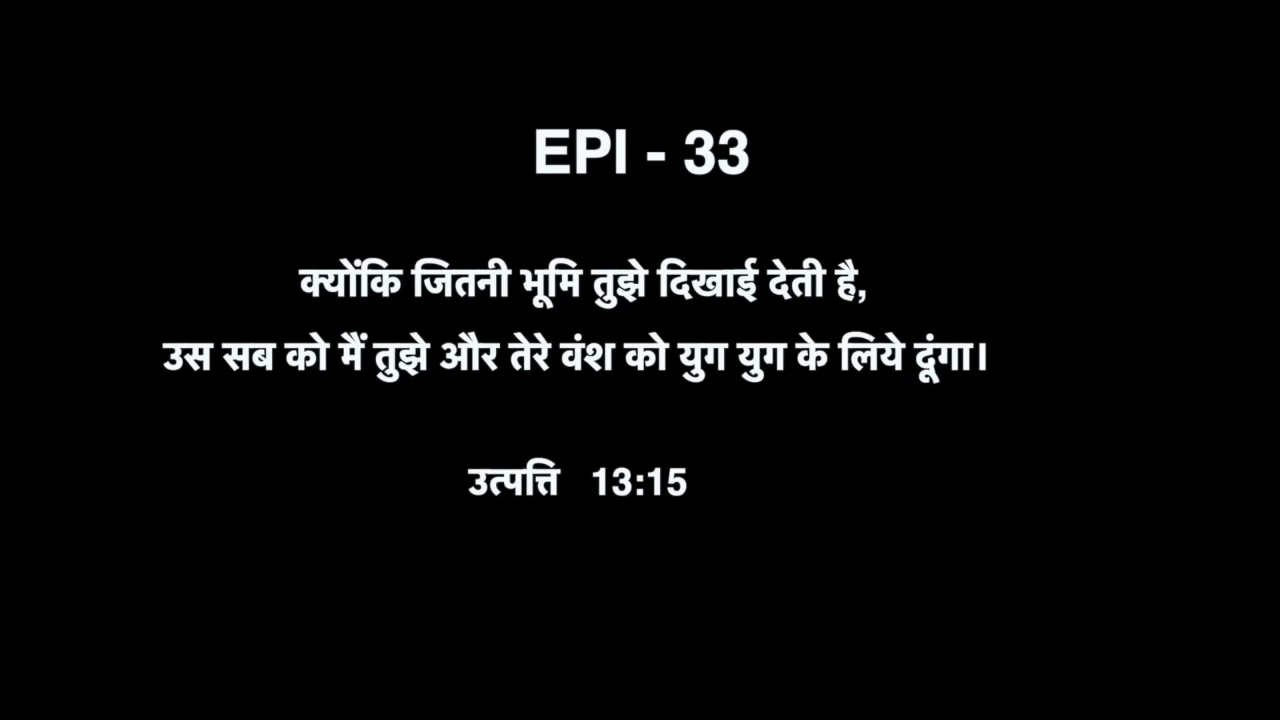 EPI - 33
क्योंकि जितनी भूमि तुझे दिखाई देती है,
उस सब को मैं तुझे और तेरे वंश को युग युग के लिये दूंगा।
उत्पत्ति 13:15